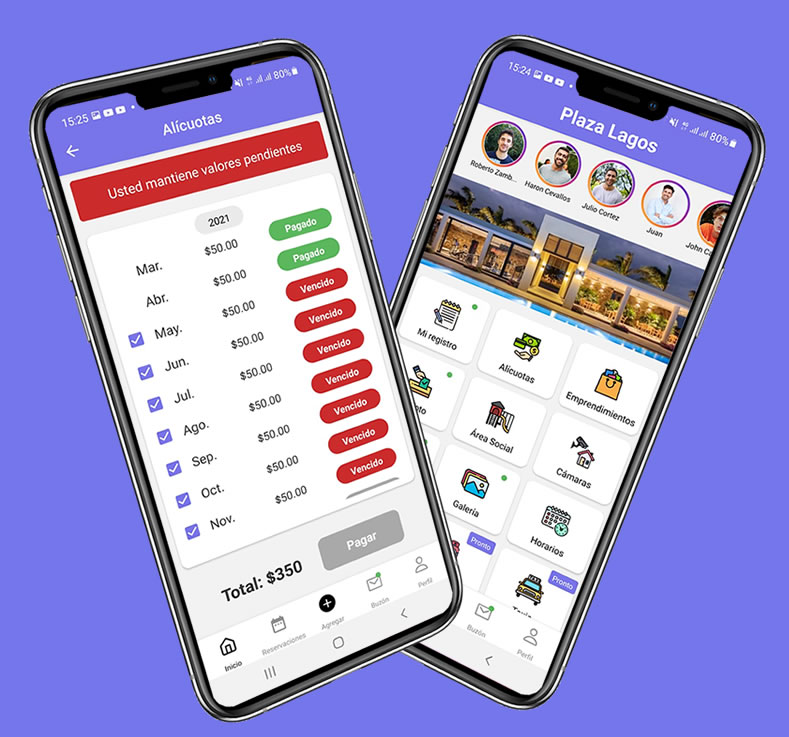 15:25
80%
Alícuotas
Usted mantiene valores pendientes
2021
Mar. $50.00 Pagado
Abr. $50.00 Pagado
May. $50.00 Vencido
Jun. $50.00 Vencido
Jul. $50.00 Vencido
Ago. $50.00 Vencido
Sep. $50.00 Vencido
Oct. $50.00 Vencido
Nov. $50.00 Vencido
Total: $350
Pagar
Inicio
Reservaciones
Agregar
Buzón
Perfil
15:24
80%
Plaza Lagos
Roberto Zamb...
Haron Cevallos
Julio Cortez
Juan
John Ca
Mi registro
Alícuotas
Emprendimientos
Área Social
Cámaras
Galería
Horarios
Pronto
Pronto
Buzón
Perfil